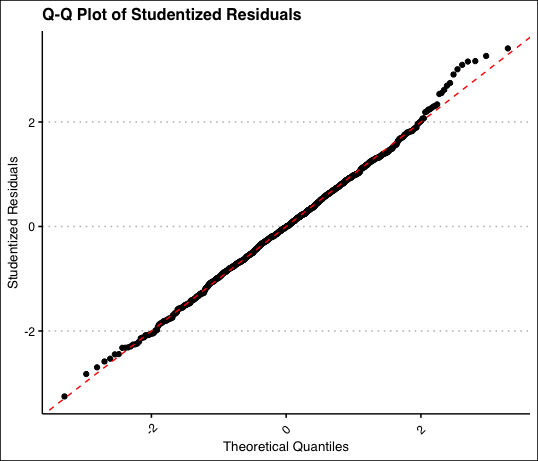 Q-Q Plot of Studentized Residuals
Studentized Residuals
2
0
-2
-2
0
2
Theoretical Quantiles